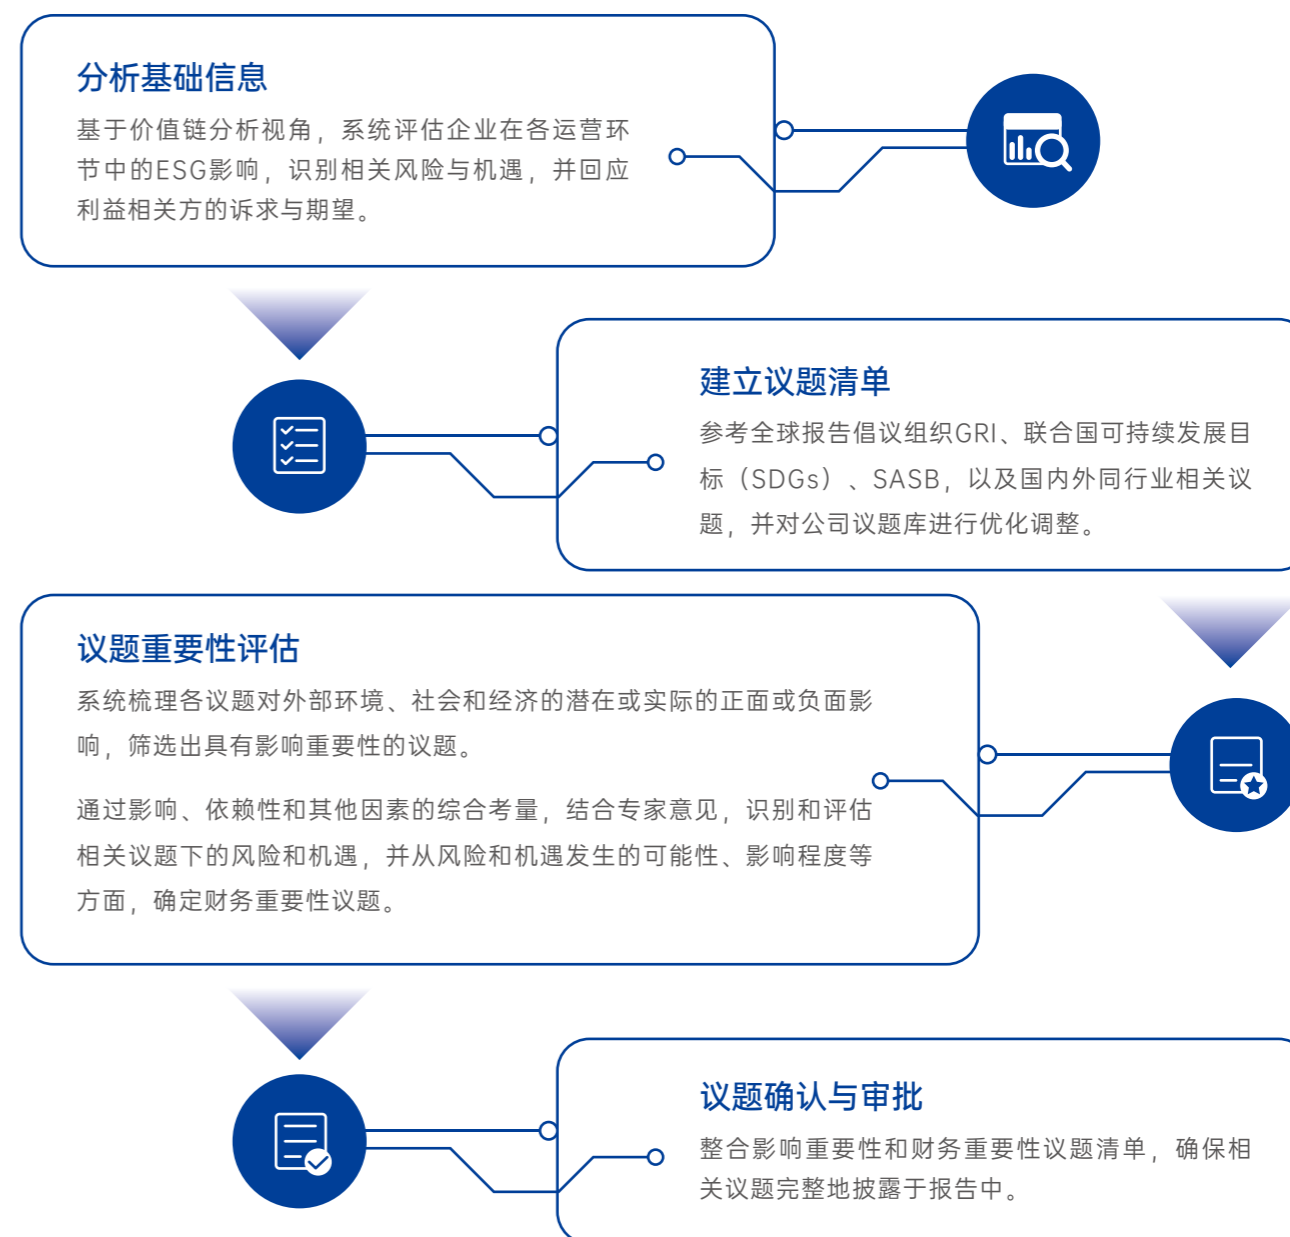 分析基础信息
基于价值链分析视角，系统评估企业在各运营环
节中的ESG影响，识别相关风险与机遇，并回应
利益相关方的诉求与期望。
建立议题清单
参考全球报告倡议组织GRI、联合国可持续发展目
标（SDGs）、SASB，以及国内外同行业相关议
题，并对公司议题库进行优化调整。
议题重要性评估
系统梳理各议题对外部环境、社会和经济的潜在或实际的正面或负面影
响，筛选出具有影响重要性的议题。
通过影响、依赖性和其他因素的综合考量，结合专家意见，识别和评估
相关议题下的风险和机遇，并从风险和机遇发生的可能性、影响程度等
方面，确定财务重要性议题。
议题确认与审批
整合影响重要性和财务重要性议题清单，确保相
关议题完整地披露于报告中。